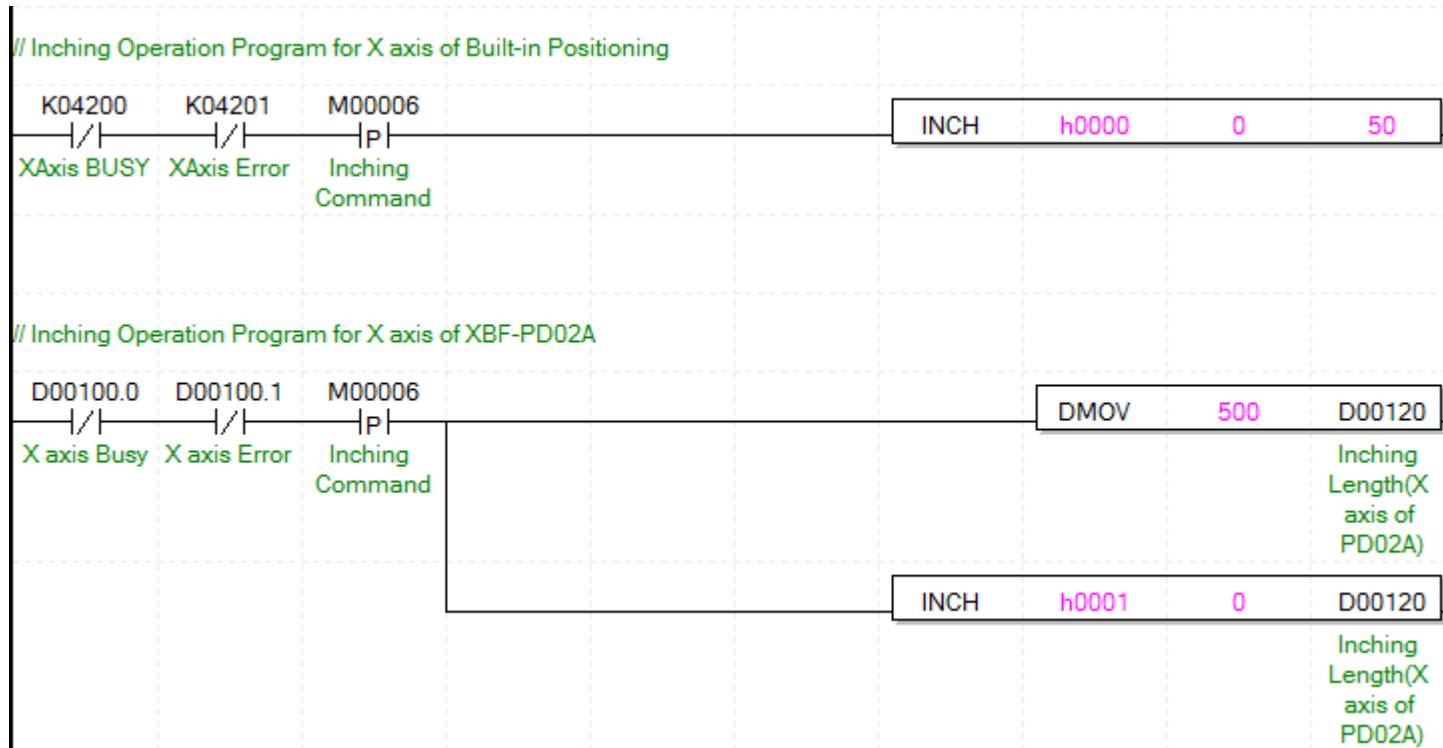 // Inching Operation Program for X axis of Built-in Positioning
K04200 K04201 M00006
P
INCH h0000 0 50
XAxis BUSY XAxis Error Inching
Command
// Inching Operation Program for X axis of XBF-PD02A
D00100.0 D00100.1 M00006
P
DMOV 500 D00120
X axis Busy X axis Error Inching
Command
Inching
Length(X
axis of
PD02A)
INCH h0001 0 D00120
Inching
Length(X
axis of
PD02A)